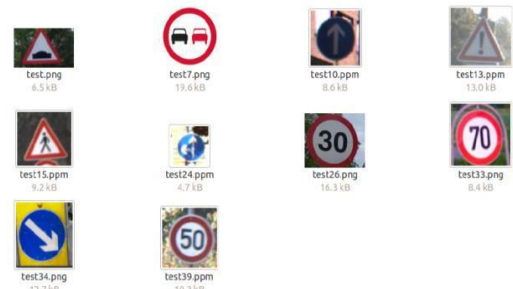 test.png
6.5 kB
test7.png
19.6 kB
test10.ppm
8.6 kB
test13.ppm
13.0 kB
test15.ppm
9.2 kB
test24.ppm
4.7 kB
30
test26.png
16.3 kB
70
test33.png
8.4 kB
test34.png
50
test39.ppm